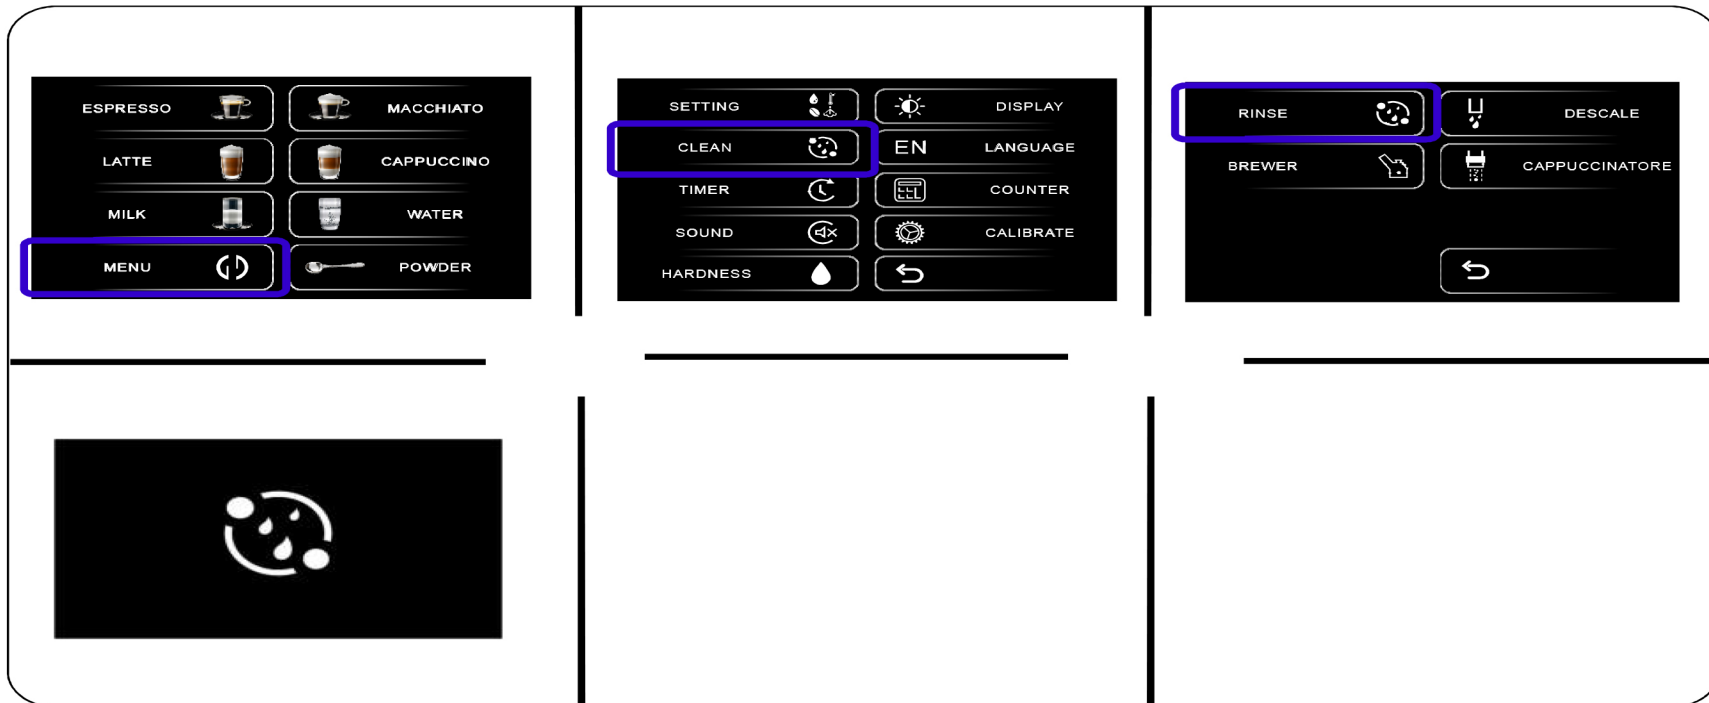 ESPRESSO MACCHIATO
LATTE CAPPUCCINO
MILK WATER
MENU POWDER
SETTING DISPLAY
CLEAN EN LANGUAGE
TIMER COUNTER
SOUND CALIBRATE
HARDNESS
RINSE DESCALE
BREWER CAPPUCCINATORE